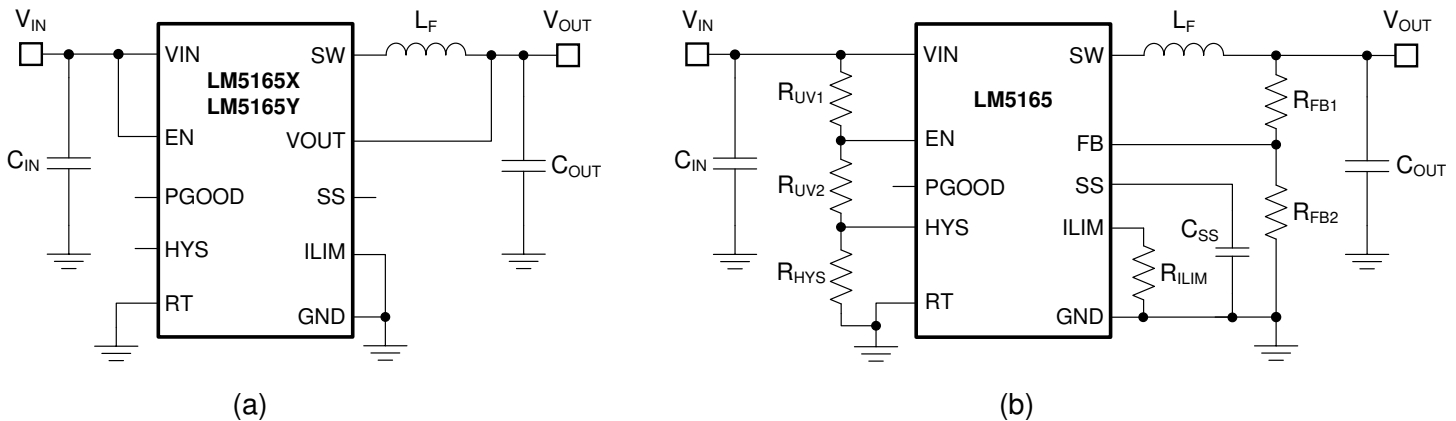 V_IN
L_F
V_OUT
VIN
SW
LM5165X
LM5165Y
EN
VOUT
C_IN
C_OUT
PGOOD
SS
HYS
ILIM
RT
GND
(a)
V_IN
L_F
V_OUT
VIN
SW
R_UV1
LM5165
R_FB1
EN
FB
C_IN
C_OUT
R_UV2
PGOOD
SS
R_FB2
HYS
ILIM
C_SS
R_HYS
R_ILIM
RT
GND
(b)